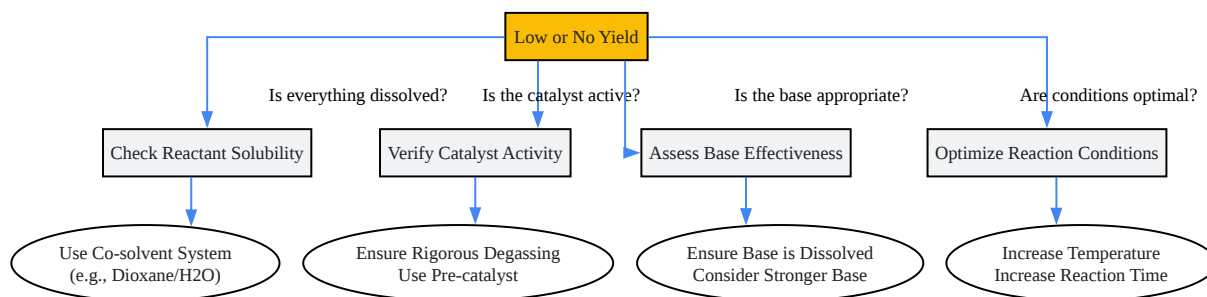 Low or No Yield
Is everything dissolved?
Is the catalyst active?
Is the base appropriate?
Are conditions optimal?
Check Reactant Solubility
Verify Catalyst Activity
Assess Base Effectiveness
Optimize Reaction Conditions
Use Co-solvent System
(e.g., Dioxane/H2O)
Ensure Rigorous Degassing
Use Pre-catalyst
Ensure Base is Dissolved
Consider Stronger Base
Increase Temperature
Increase Reaction Time